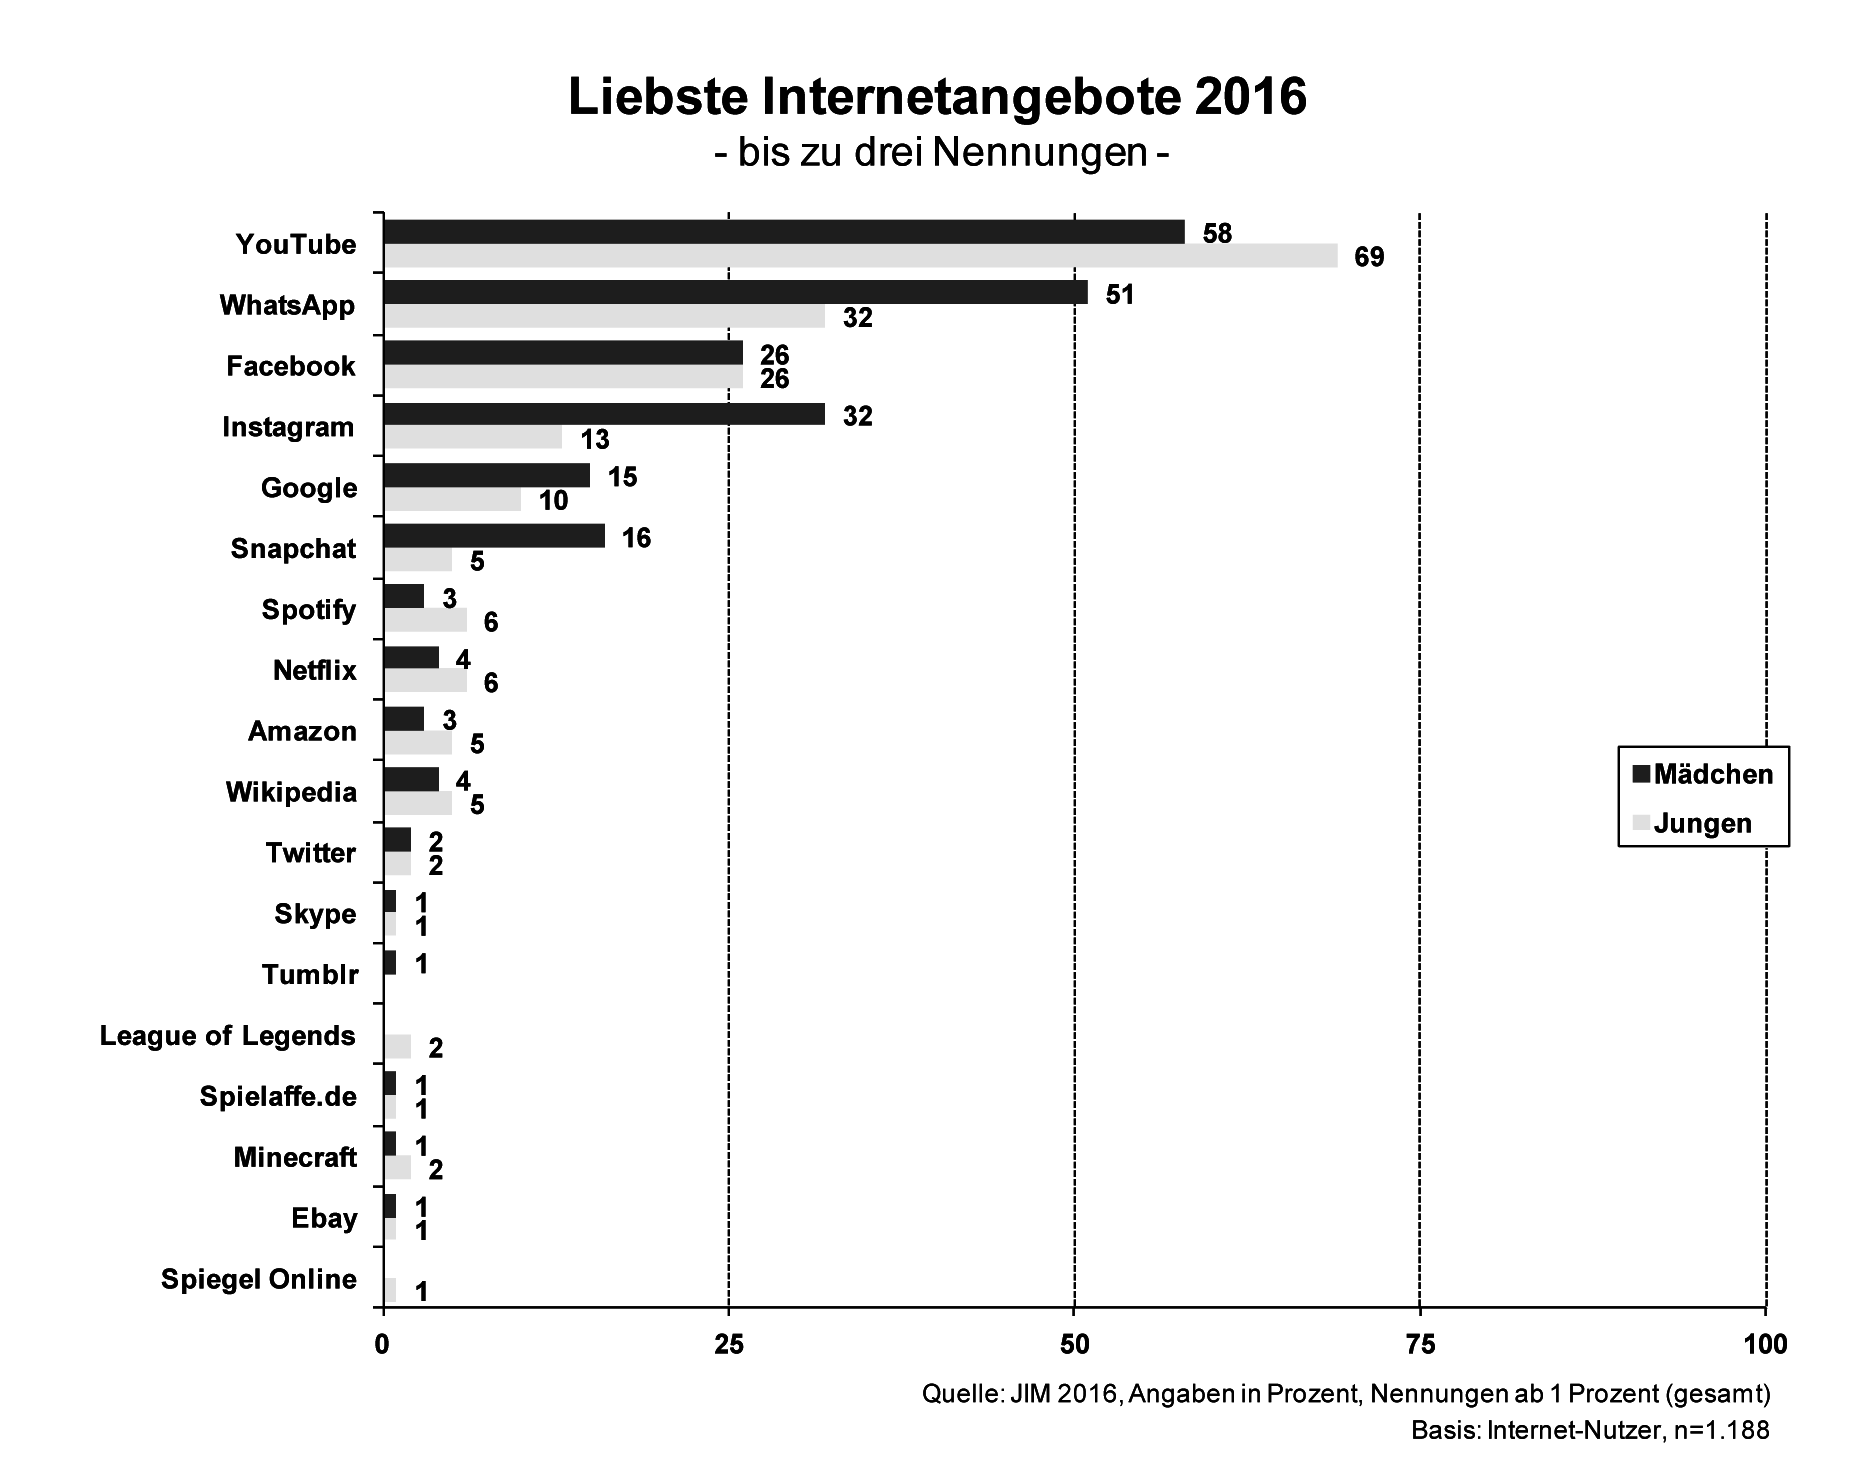 Liebste Internetangebote 2016
- bis zu drei Nennungen -
YouTube
58
69
WhatsApp
51
32
Facebook
26
26
Instagram
32
13
Google
15
10
Snapchat
16
5
Spotify
3
6
Netflix
4
6
Amazon
3
5
Wikipedia
4
5
Twitter
2
2
Skype
1
1
Tumblr
1
League of Legends
2
Spielaffe.de
1
1
Minecraft
1
2
Ebay
1
1
Spiegel Online
1
Mädchen
Jungen
0 25 50 75 100
Quelle: JIM 2016, Angaben in Prozent, Nennungen ab 1 Prozent (gesamt)
Basis: Internet-Nutzer, n=1.188